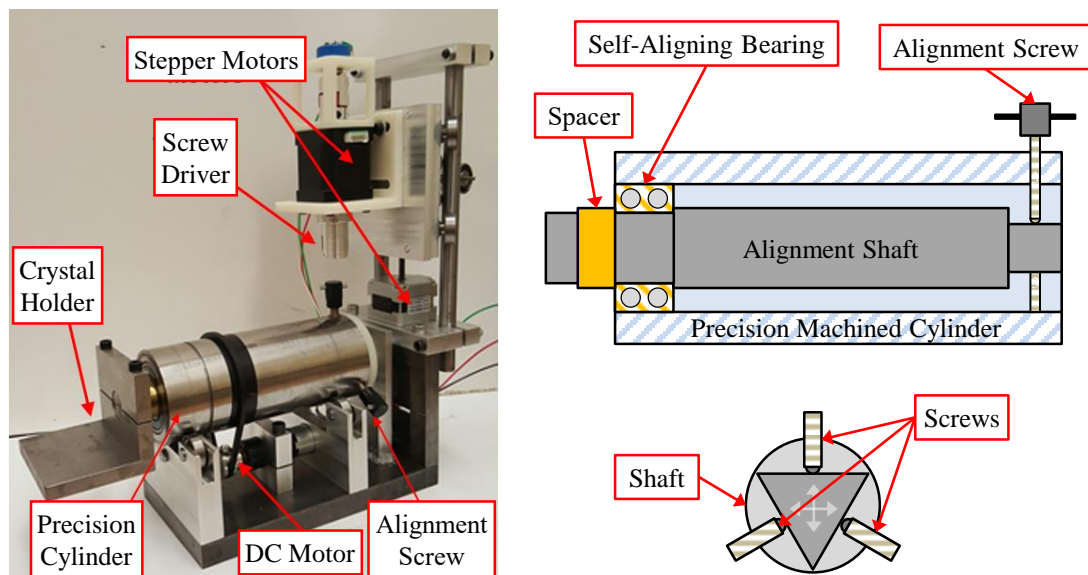 Stepper Motors
Screw
Driver
Crystal
Holder
Precision
Cylinder
DC Motor
Alignment
Screw
Self-Aligning Bearing
Alignment Screw
Spacer
Alignment Shaft
Precision Machined Cylinder
Screws
Shaft